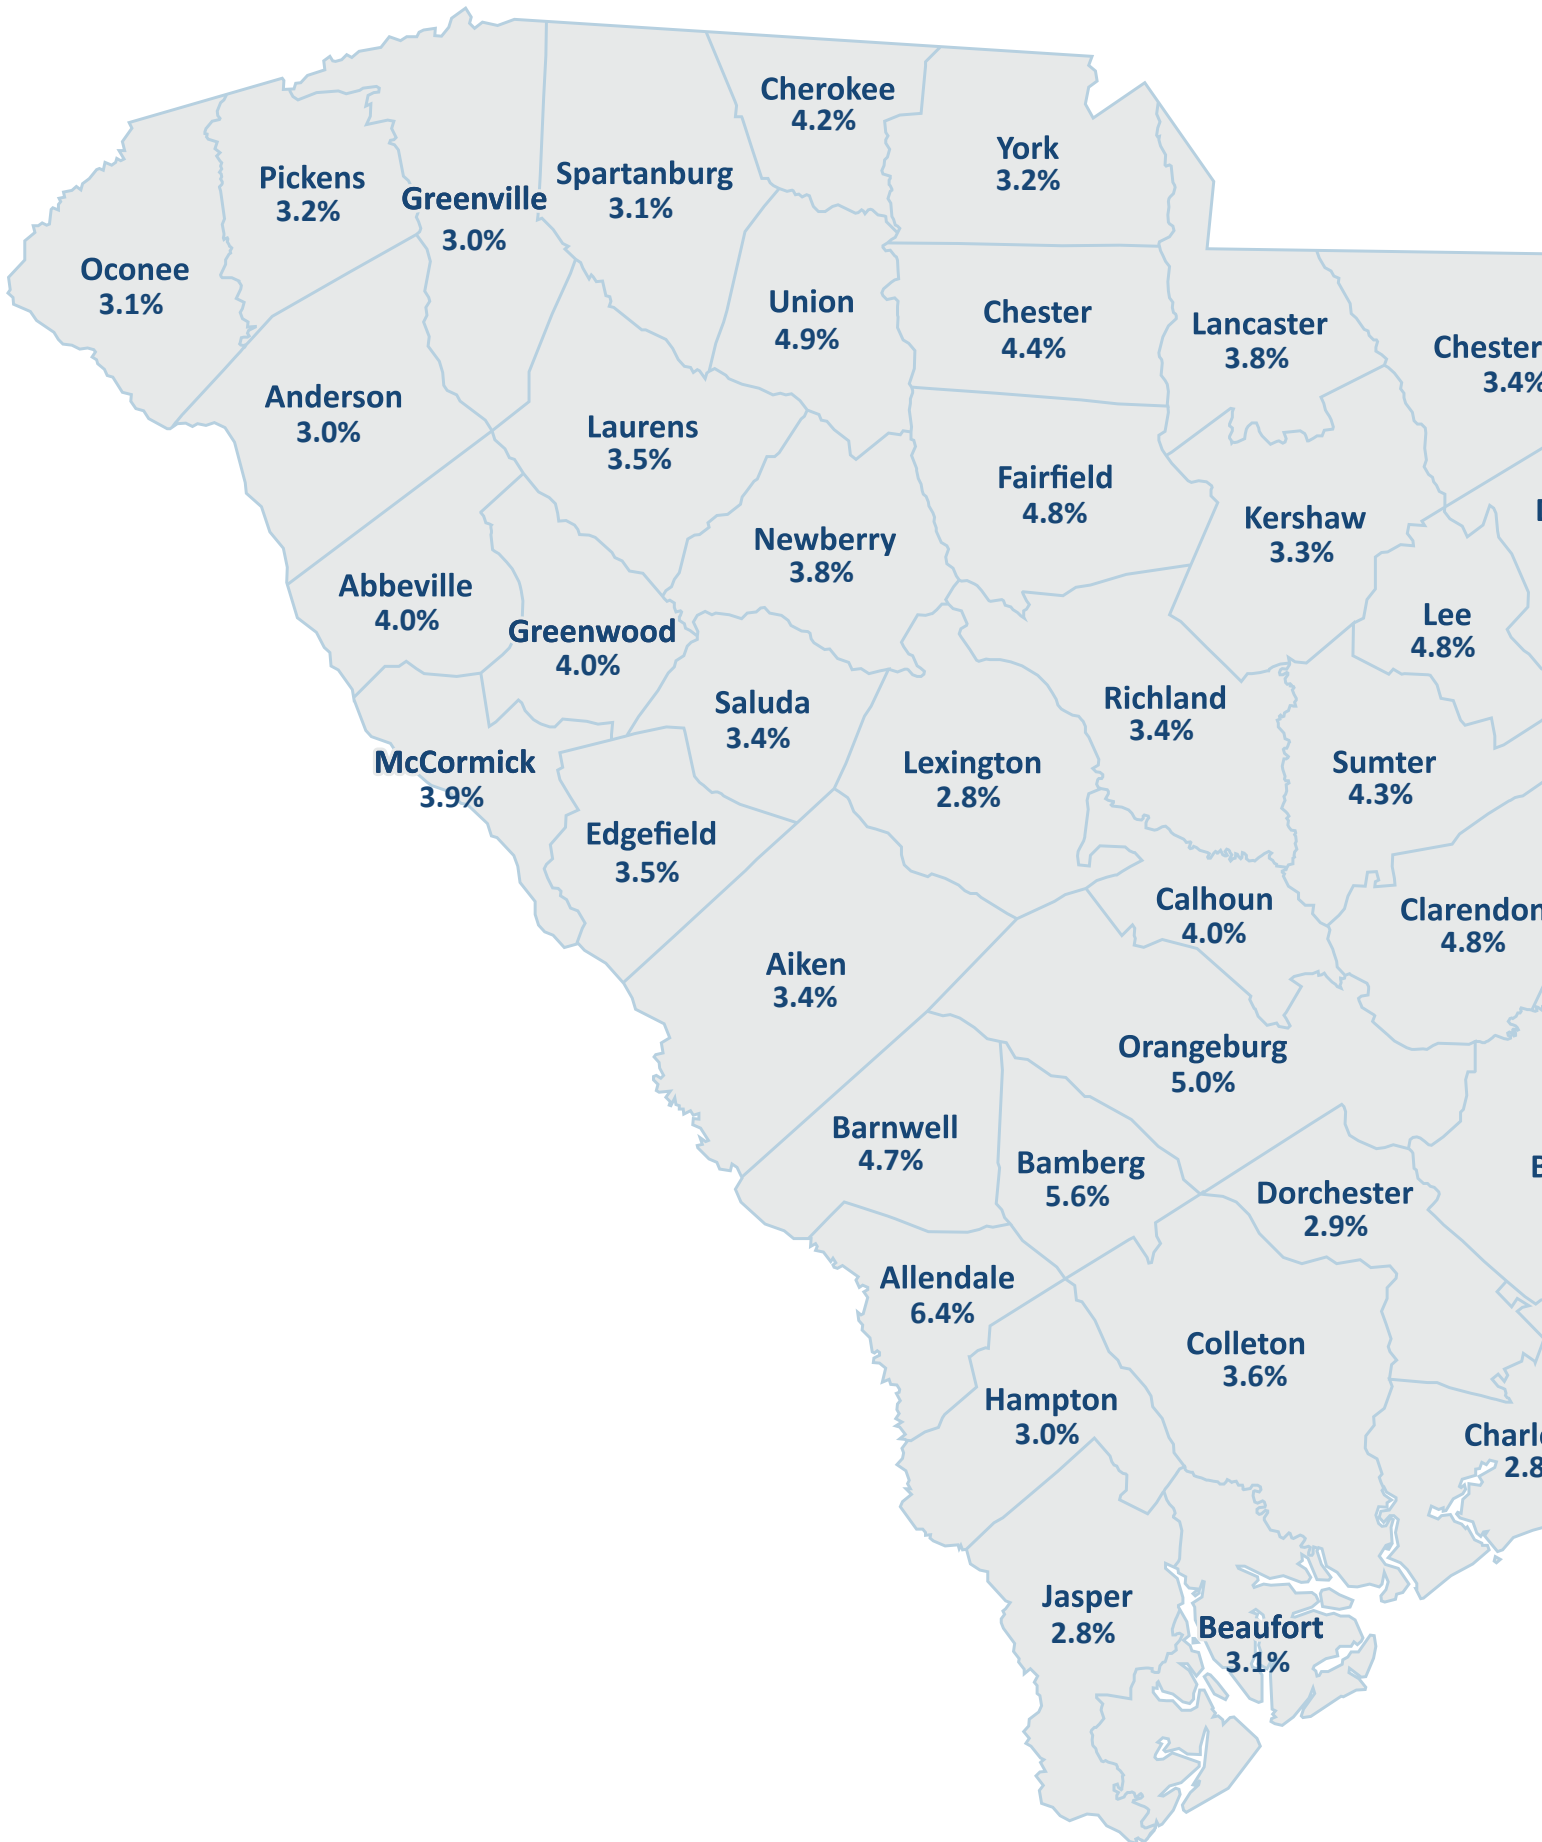 Cherokee
4.2%
York
3.2%
Spartanburg
3.1%
Pickens
3.2%
Greenville
3.0%
Oconee
3.1%
Union
4.9%
Chester
4.4%
Lancaster
3.8%
Chester
3.4%
Anderson
3.0%
Laurens
3.5%
Fairfield
4.8%
Kershaw
3.3%
Newberry
3.8%
Abbeville
4.0%
Greenwood
4.0%
Lee
4.8%
Saluda
3.4%
Richland
3.4%
McCormick
3.9%
Lexington
2.8%
Sumter
4.3%
Edgefield
3.5%
Calhoun
4.0%
Clarendon
4.8%
Aiken
3.4%
Orangeburg
5.0%
Barnwell
4.7%
Bamberg
5.6%
Dorchester
2.9%
Allendale
6.4%
Colleton
3.6%
Hampton
3.0%
Charl
2.8
Jasper
2.8%
Beaufort
3.1%